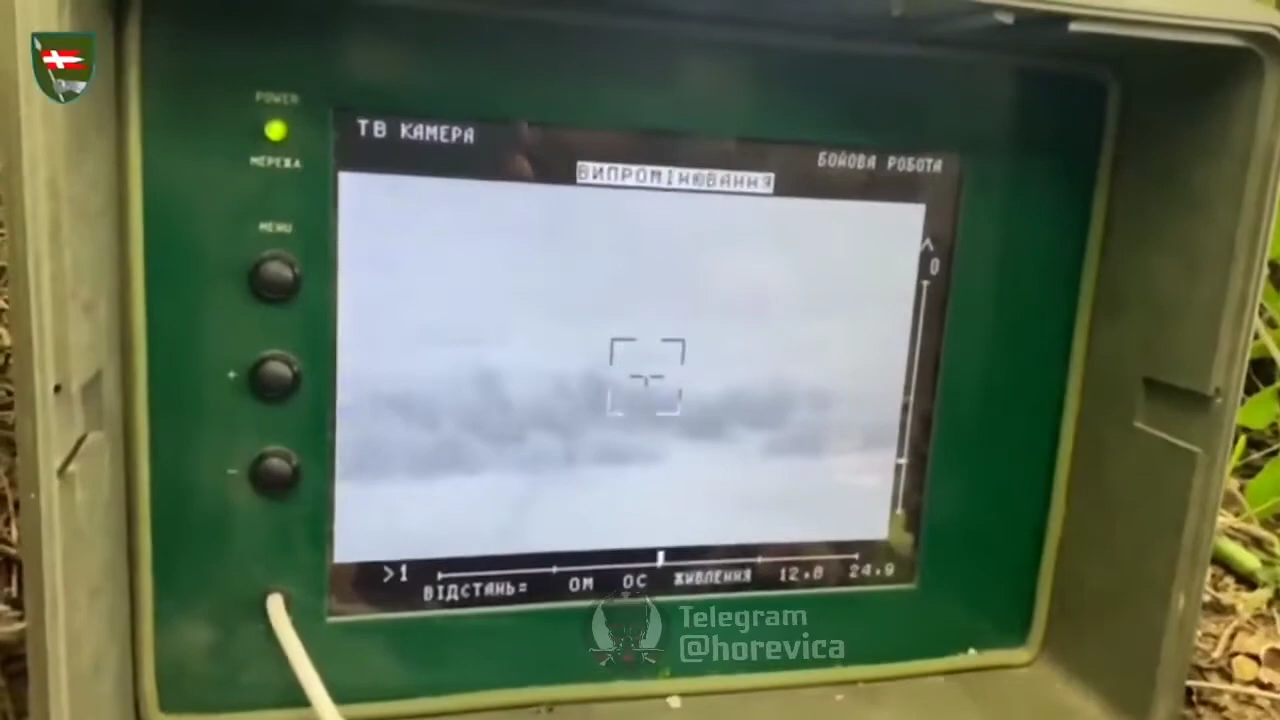 POWER
МЕРЕЖА
MENU
+
-
ТВ КАМЕРА
БОЙОВА РОБОТА
ВИПРОМІНЮВАННЯ
0
>1
ВІДСТАНЬ= 0М 0С ЖИВЛЕННЯ 12.8 24.9
Telegram
@horevica